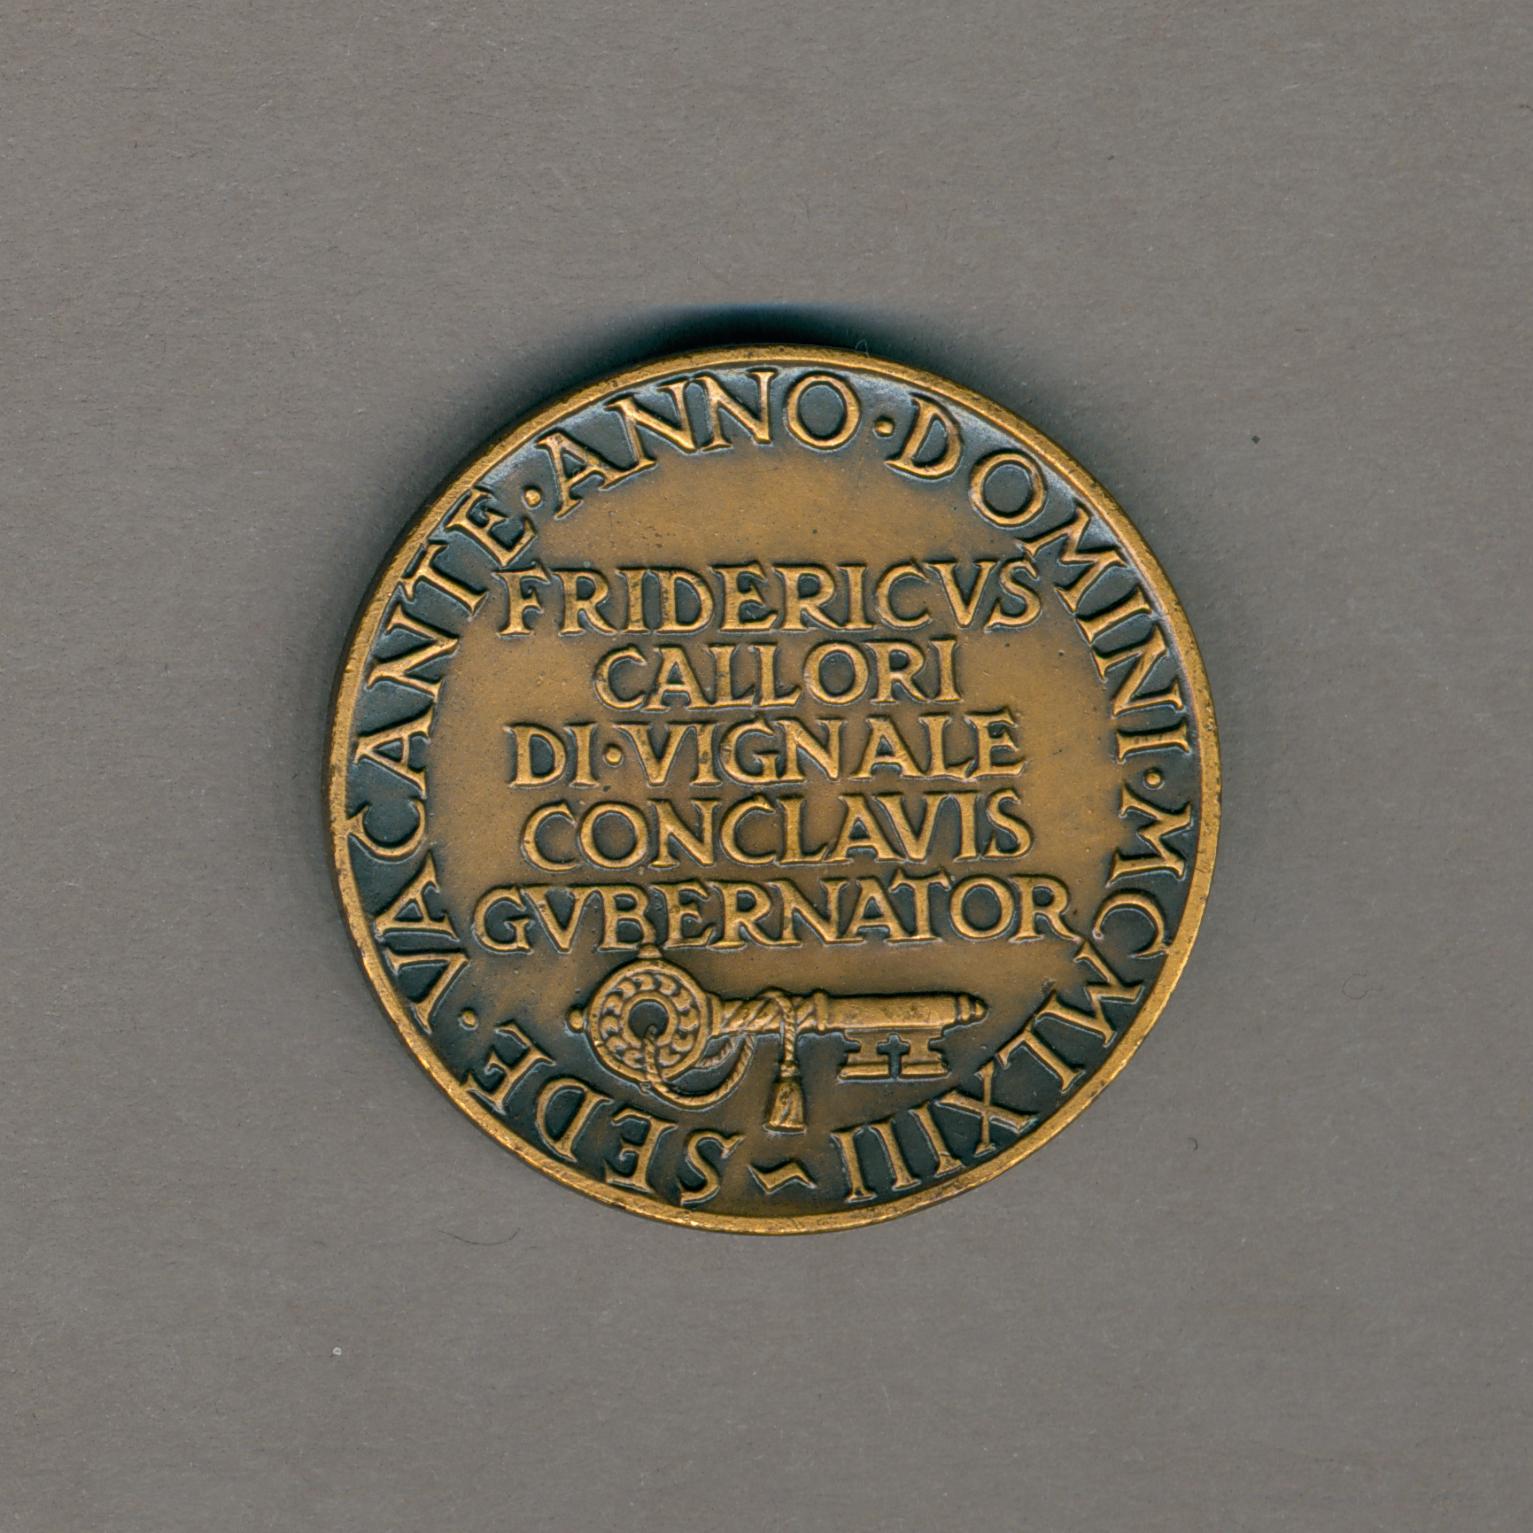 SEDE · VACANTE · ANNO · DOMINI · MCMLXIII ~
FRIDERICVS
CALLORI
DI · VIGNALE
CONCLAVIS
GVBERNATOR